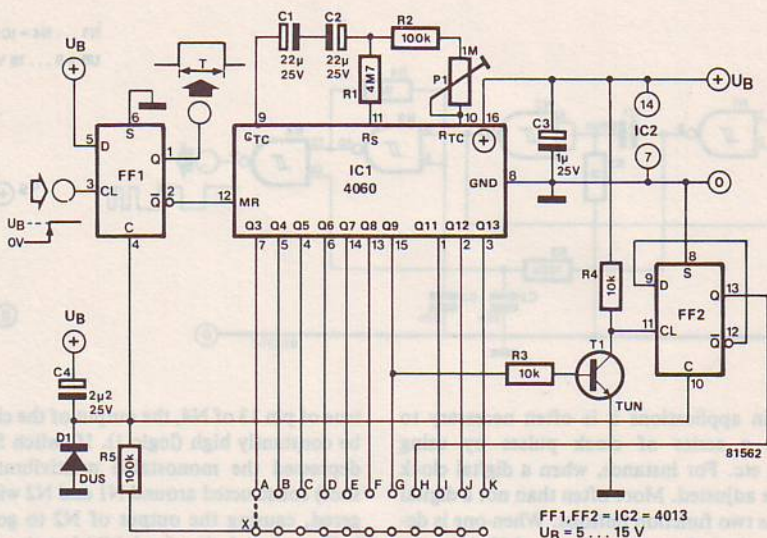 C1
C2
R2
100k
1M
P1
22µ
25V
22µ
25V
R1
4M7
UB
+
T
5
D
6
S
Q
1
FF1
3
CL
Q
2
C
4
UB
0V
9
CTC
11
RS
10
RTC
16
+
IC1
4060
12
MR
GND
8
Q3
Q4
Q5
Q6
Q7
Q8
Q9
Q11
Q12
Q13
7
5
4
6
14
13
15
1
2
3
C3
1µ
25V
14
IC2
7
+
UB
0
R4
10k
8
S
9
D
Q
13
FF2
11
CL
Q
12
C
10
R3
10k
T1
TUN
81562
UB
+
C4
2µ2
25V
D1
DUS
R5
100k
A
B
C
D
E
F
G
H
I
J
K
X
FF1,FF2 = IC2 = 4013
UB = 5 . . . 15 V